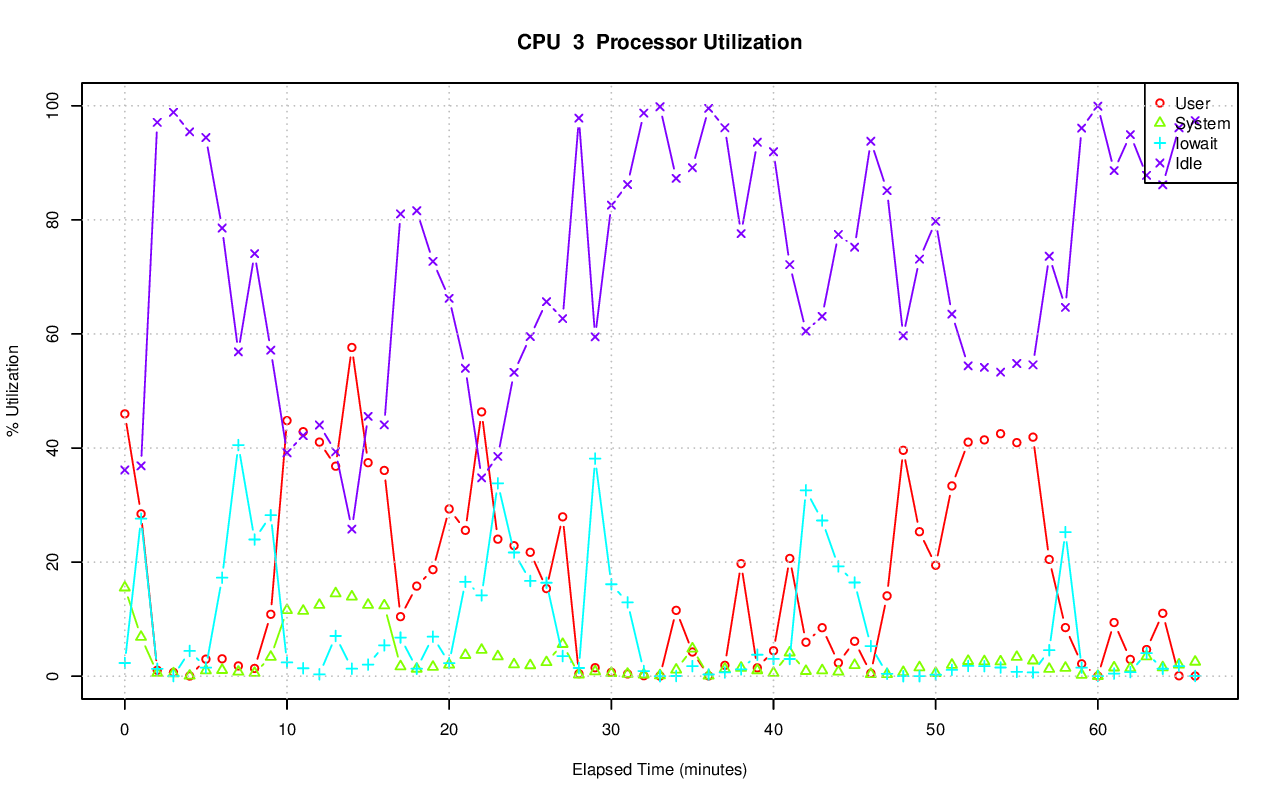 CPU 3 Processor Utilization
% Utilization
100
80
60
40
20
0
User
System
Iowait
Idle
0 10 20 30 40 50 60
Elapsed Time (minutes)